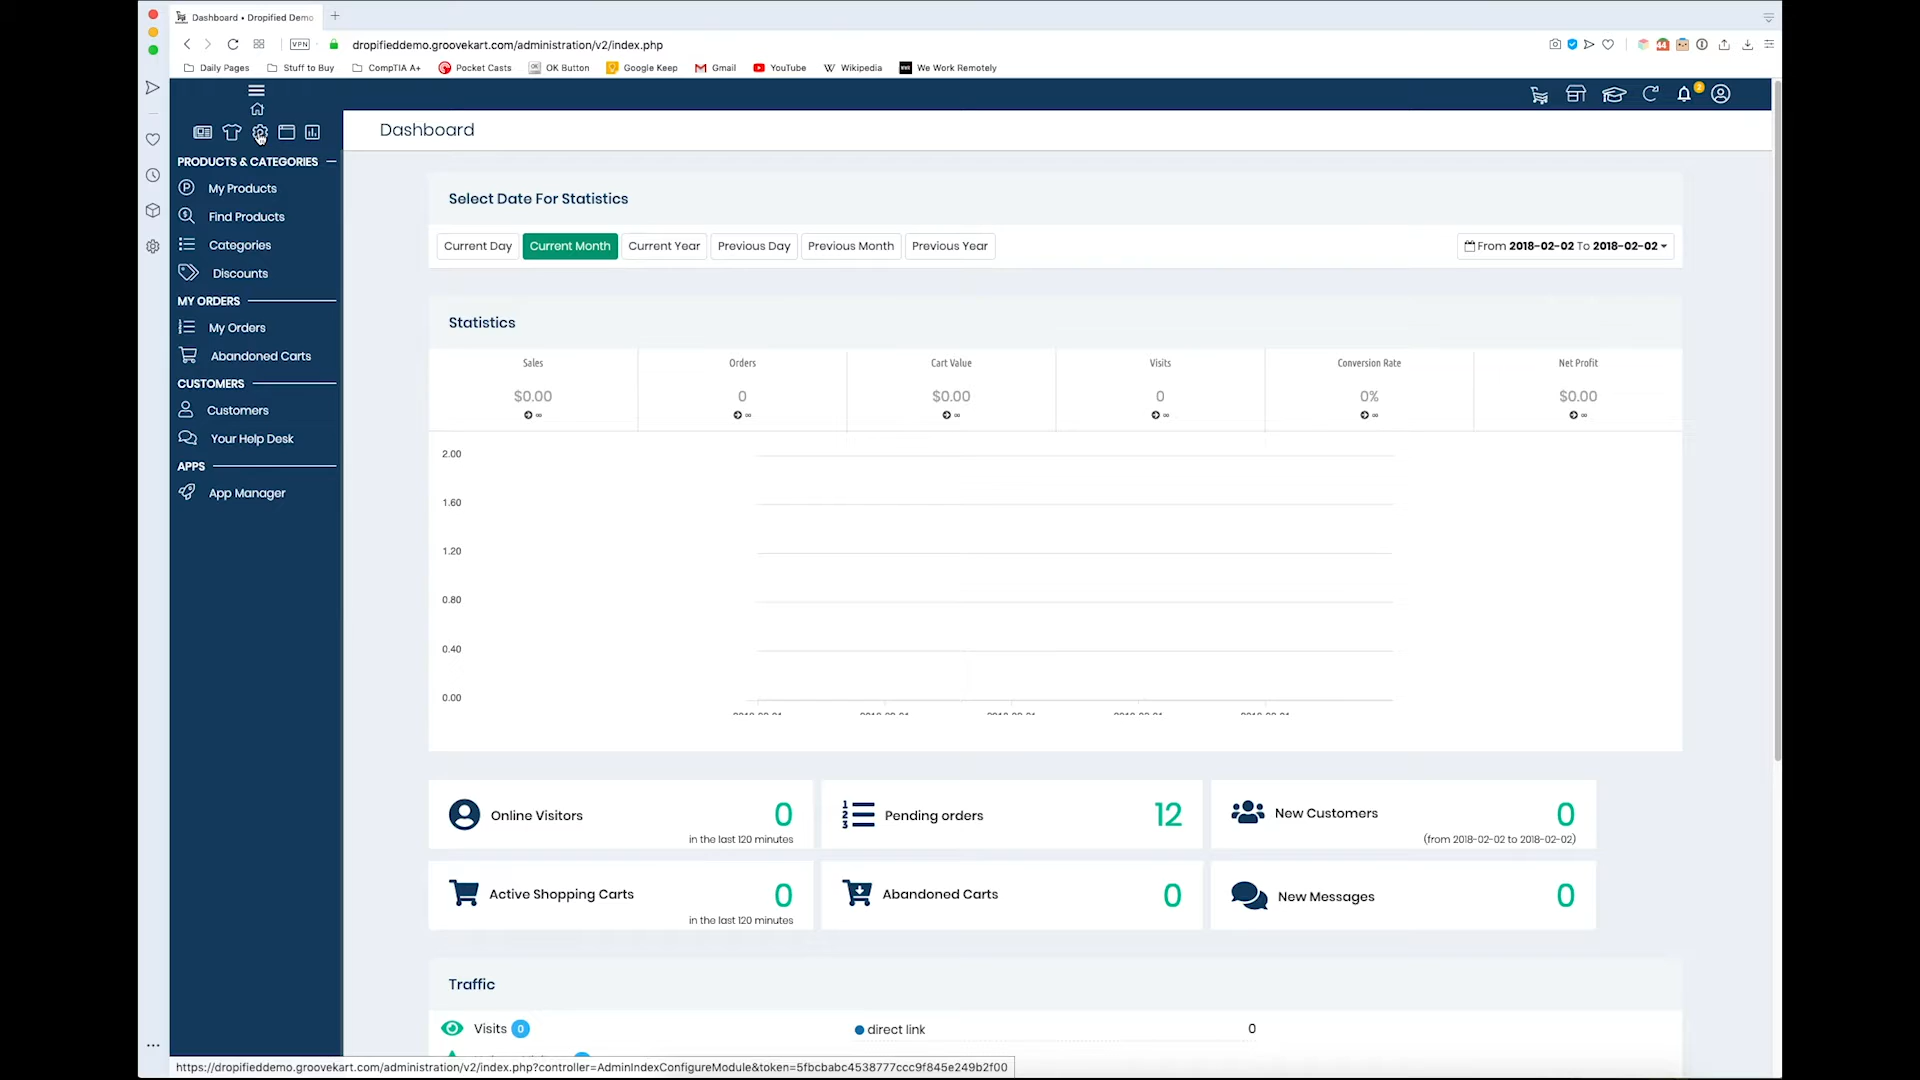 Dashboard • Dropified Demo
VPN
dropifieddemo.groovekart.com/administration/v2/index.php
Daily Pages
Stuff to Buy
CompTIA A+
Pocket Casts
OK Button
Google Keep
Gmail
YouTube
Wikipedia
We Work Remotely
2
Dashboard
PRODUCTS & CATEGORIES
My Products
Find Products
Categories
Discounts
MY ORDERS
My Orders
Abandoned Carts
CUSTOMERS
Customers
Your Help Desk
APPS
App Manager
Select Date For Statistics
Current Day
Current Month
Current Year
Previous Day
Previous Month
Previous Year
From 2018-02-02 To 2018-02-02
Statistics
Sales
$0.00
∞
Orders
0
∞
Cart Value
$0.00
∞
Visits
0
∞
Conversion Rate
0%
∞
Net Profit
$0.00
∞
2.00
1.60
1.20
0.80
0.40
0.00
Online Visitors
0
in the last 120 minutes
Pending orders
12
New Customers
0
(from 2018-02-02 to 2018-02-02)
Active Shopping Carts
0
in the last 120 minutes
Abandoned Carts
0
New Messages
0
Traffic
Visits 0
direct link
0
https://dropifieddemo.groovekart.com/administration/v2/index.php?controller=AdminIndexConfigureModule&token=5fbcbabc4538777ccc9f845e249b2f00